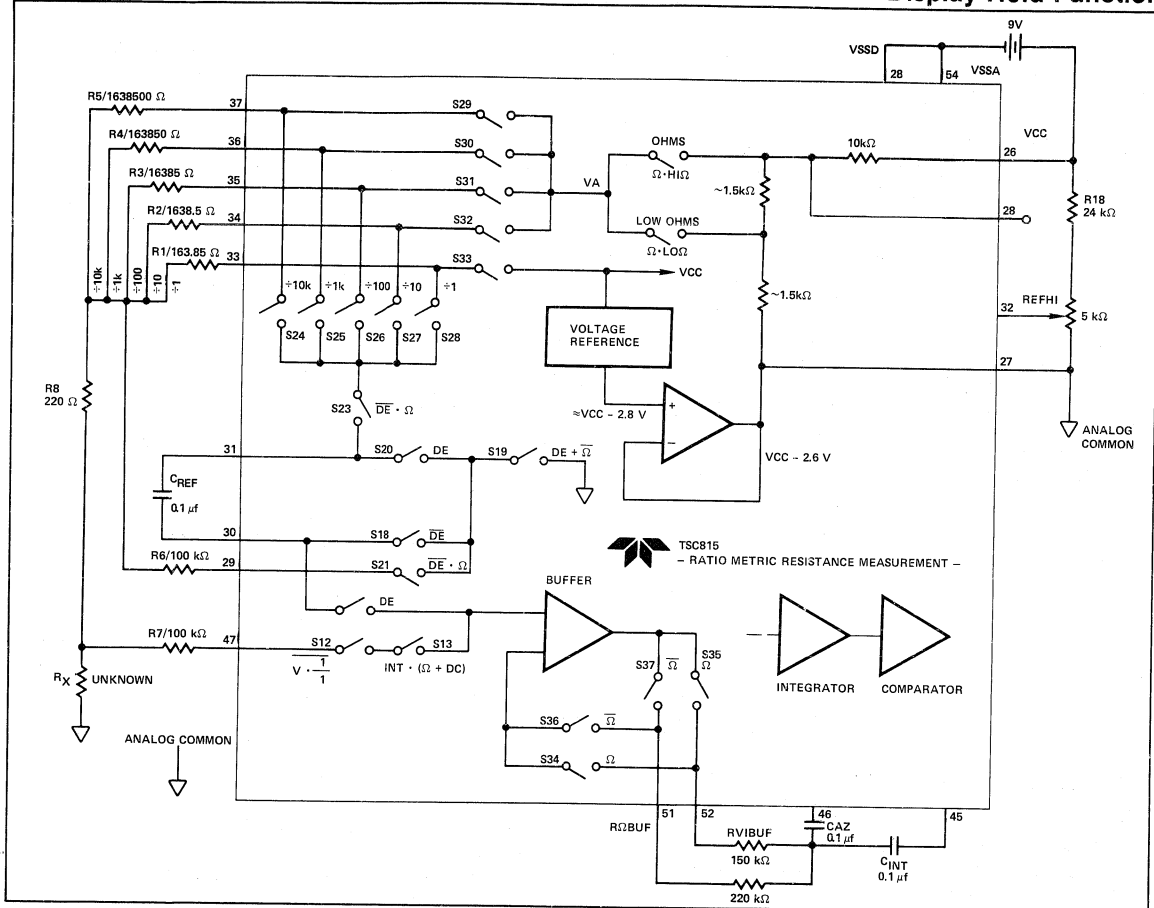 Display Hold Function
9V
VSSD
28
54
VSSA
R5/1638500 Ω
37
S29
R4/163850 Ω
36
S30
OHMS
10kΩ
VCC
26
R3/16385 Ω
35
S31
VA
Ω·HIΩ
~1.5kΩ
R18
24 kΩ
R2/1638.5 Ω
34
S32
LOW OHMS
28
R1/163.85 Ω
33
S33
Ω·LOΩ
÷10k
÷1k
÷100
÷10
÷1
VCC
÷10k
÷1k
÷100
÷10
÷1
~1.5kΩ
32
REFHI
5 kΩ
S24
S25
S26
S27
S28
VOLTAGE
REFERENCE
27
R8
220 Ω
S23
D̅E̅ · Ω
≈VCC – 2.8 V
+
–
ANALOG
COMMON
31
S20
DE
S19
DE + Ω̅
VCC – 2.6 V
CREF
0.1 μf
30
S18
D̅E̅
TSC815
– RATIO METRIC RESISTANCE MEASUREMENT –
R6/100 kΩ
29
S21
D̅E̅ · Ω
BUFFER
DE
R7/100 kΩ
47
S12
S13
V · 1/1
INT · (Ω + DC)
RX
UNKNOWN
S37
Ω̅
S35
Ω
INTEGRATOR
COMPARATOR
S36
Ω̅
ANALOG COMMON
S34
Ω
51
52
46
45
RΩBUF
CAZ
0.1 μf
RVIBUF
150 kΩ
CINT
0.1 μf
220 kΩ